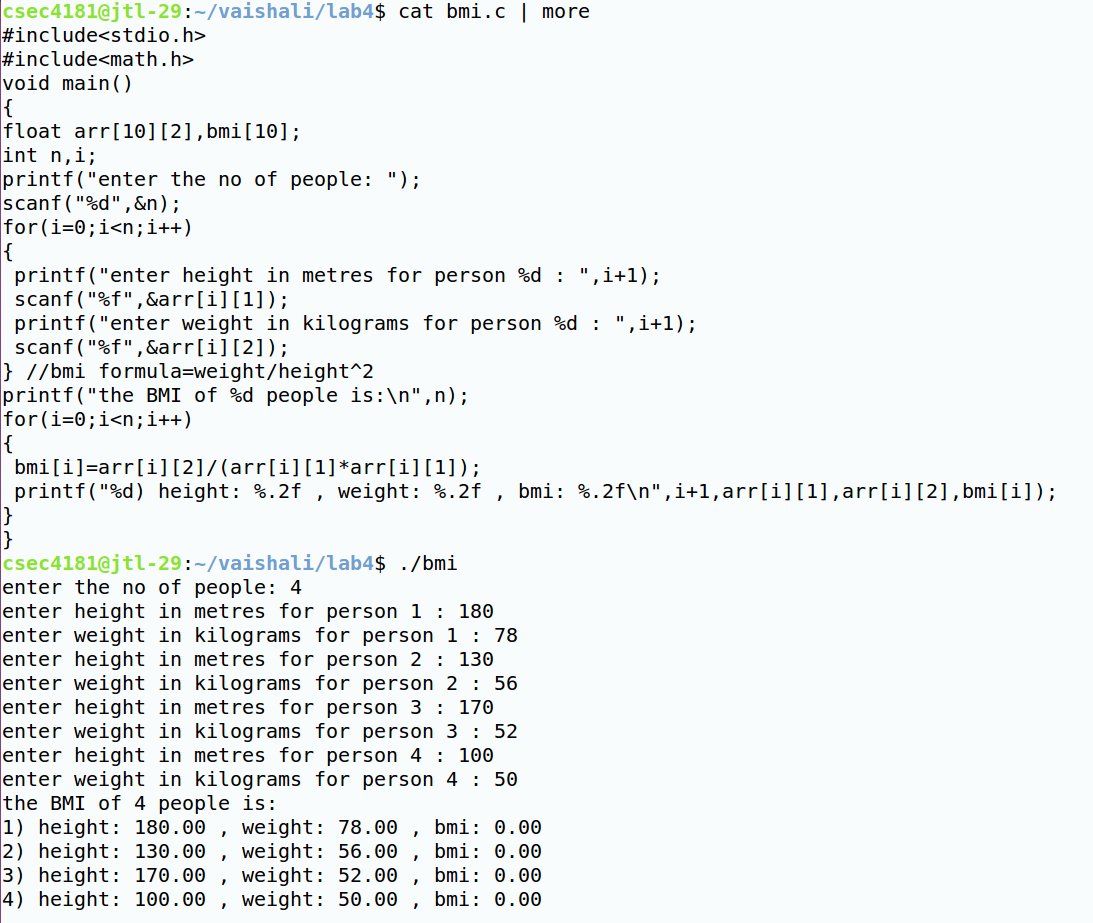 csec4181@jtl-29:~/vaishali/lab4$ cat bmi.c | more
#include<stdio.h>
#include<math.h>
void main()
{
float arr[10][2],bmi[10];
int n,i;
printf("enter the no of people: ");
scanf("%d",&n);
for(i=0;i<n;i++)
{
 printf("enter height in metres for person %d : ",i+1);
 scanf("%f",&arr[i][1]);
 printf("enter weight in kilograms for person %d : ",i+1);
 scanf("%f",&arr[i][2]);
} //bmi formula=weight/height^2
printf("the BMI of %d people is:\n",n);
for(i=0;i<n;i++)
{
 bmi[i]=arr[i][2]/(arr[i][1]*arr[i][1]);
 printf("%d) height: %.2f , weight: %.2f , bmi: %.2f\n",i+1,arr[i][1],arr[i][2],bmi[i]);
}
}
csec4181@jtl-29:~/vaishali/lab4$ ./bmi
enter the no of people: 4
enter height in metres for person 1 : 180
enter weight in kilograms for person 1 : 78
enter height in metres for person 2 : 130
enter weight in kilograms for person 2 : 56
enter height in metres for person 3 : 170
enter weight in kilograms for person 3 : 52
enter height in metres for person 4 : 100
enter weight in kilograms for person 4 : 50
the BMI of 4 people is:
1) height: 180.00 , weight: 78.00 , bmi: 0.00
2) height: 130.00 , weight: 56.00 , bmi: 0.00
3) height: 170.00 , weight: 52.00 , bmi: 0.00
4) height: 100.00 , weight: 50.00 , bmi: 0.00